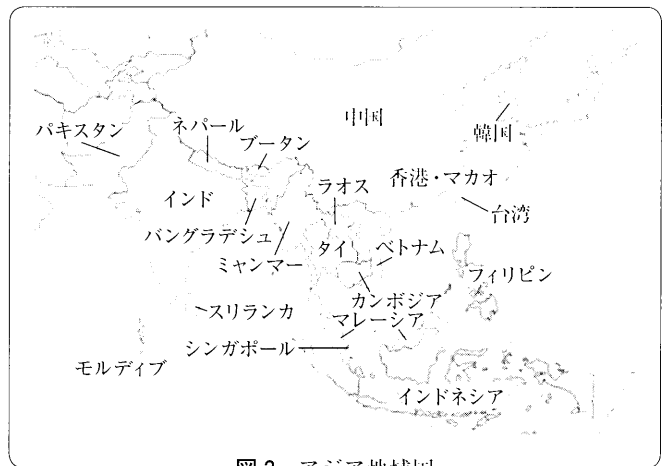 中国
韓国
パキスタン
ネパール
ブータン
インド
バングラデシュ
ミャンマー
ラオス
香港・マカオ
台湾
タイ
ベトナム
フィリピン
カンボジア
スリランカ
マレーシア
シンガポール
モルディブ
インドネシア
図2 アジア地域図